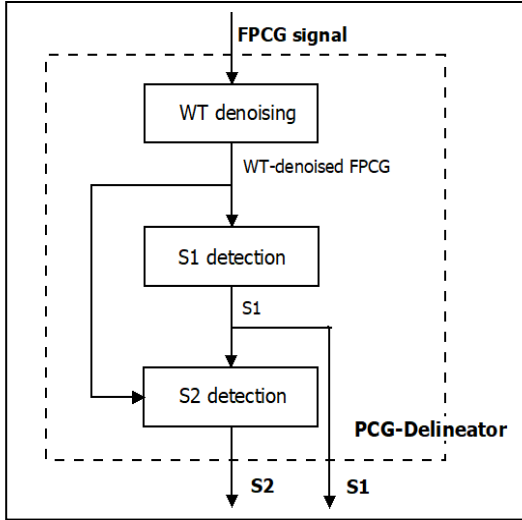 FPCG signal
WT denoising
WT-denoised FPCG
S1 detection
S1
S2 detection
PCG-Delineator
S2
S1